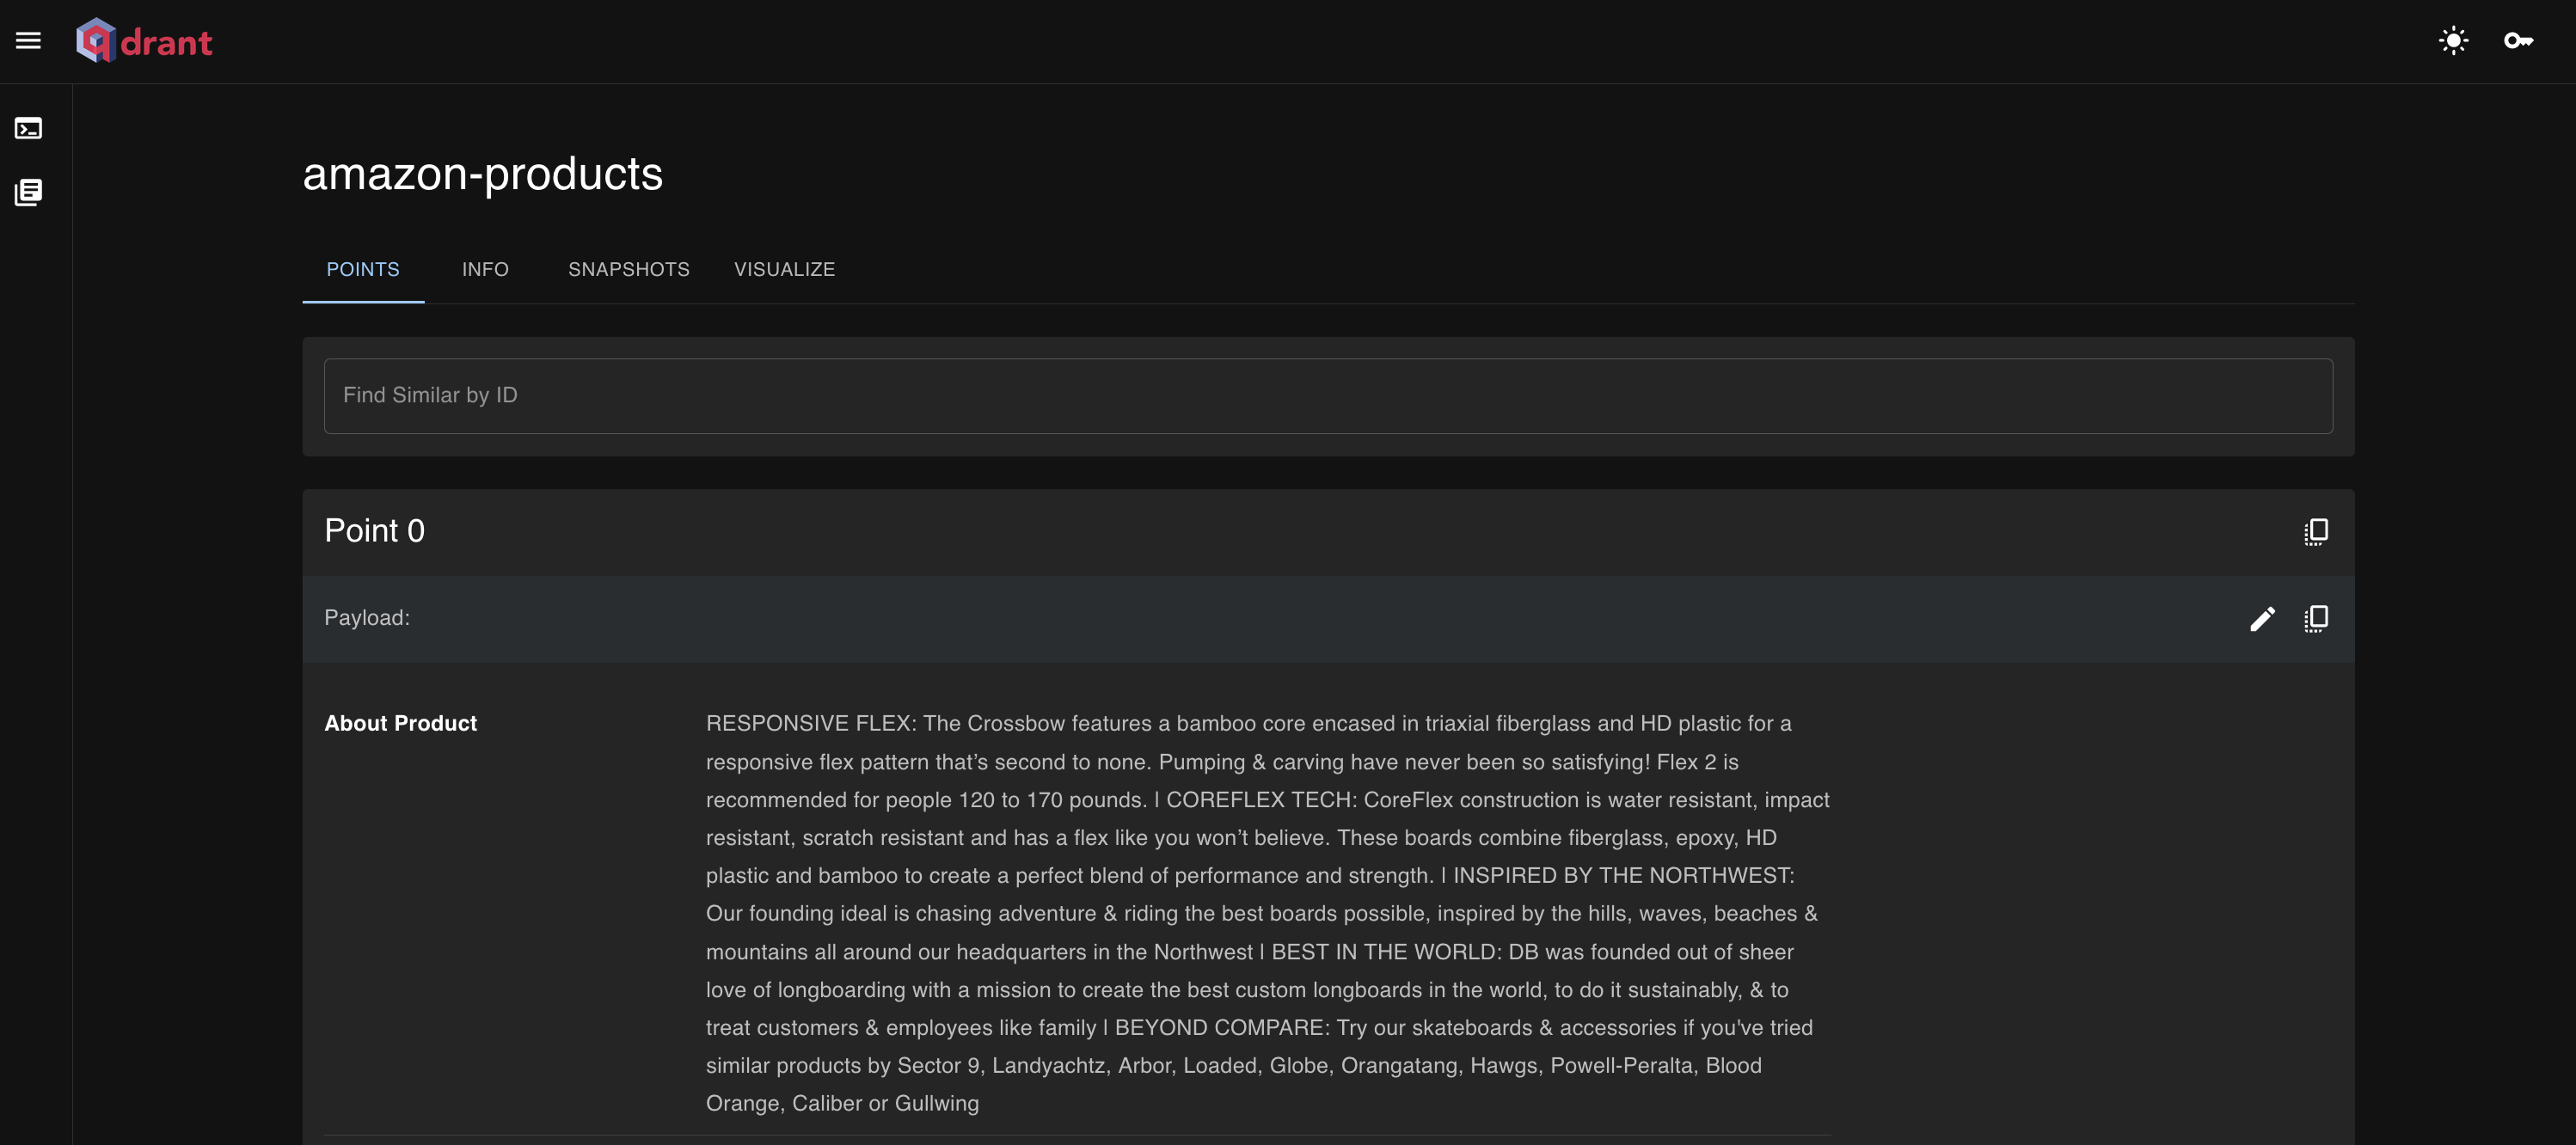 qdrant
amazon-products
POINTS INFO SNAPSHOTS VISUALIZE
Find Similar by ID
Point 0
Payload:
About Product
RESPONSIVE FLEX: The Crossbow features a bamboo core encased in triaxial fiberglass and HD plastic for a
responsive flex pattern that’s second to none. Pumping & carving have never been so satisfying! Flex 2 is
recommended for people 120 to 170 pounds. | COREFLEX TECH: CoreFlex construction is water resistant, impact
resistant, scratch resistant and has a flex like you won’t believe. These boards combine fiberglass, epoxy, HD
plastic and bamboo to create a perfect blend of performance and strength. | INSPIRED BY THE NORTHWEST:
Our founding ideal is chasing adventure & riding the best boards possible, inspired by the hills, waves, beaches &
mountains all around our headquarters in the Northwest | BEST IN THE WORLD: DB was founded out of sheer
love of longboarding with a mission to create the best custom longboards in the world, to do it sustainably, & to
treat customers & employees like family | BEYOND COMPARE: Try our skateboards & accessories if you've tried
similar products by Sector 9, Landyachtz, Arbor, Loaded, Globe, Orangatang, Hawgs, Powell-Peralta, Blood
Orange, Caliber or Gullwing